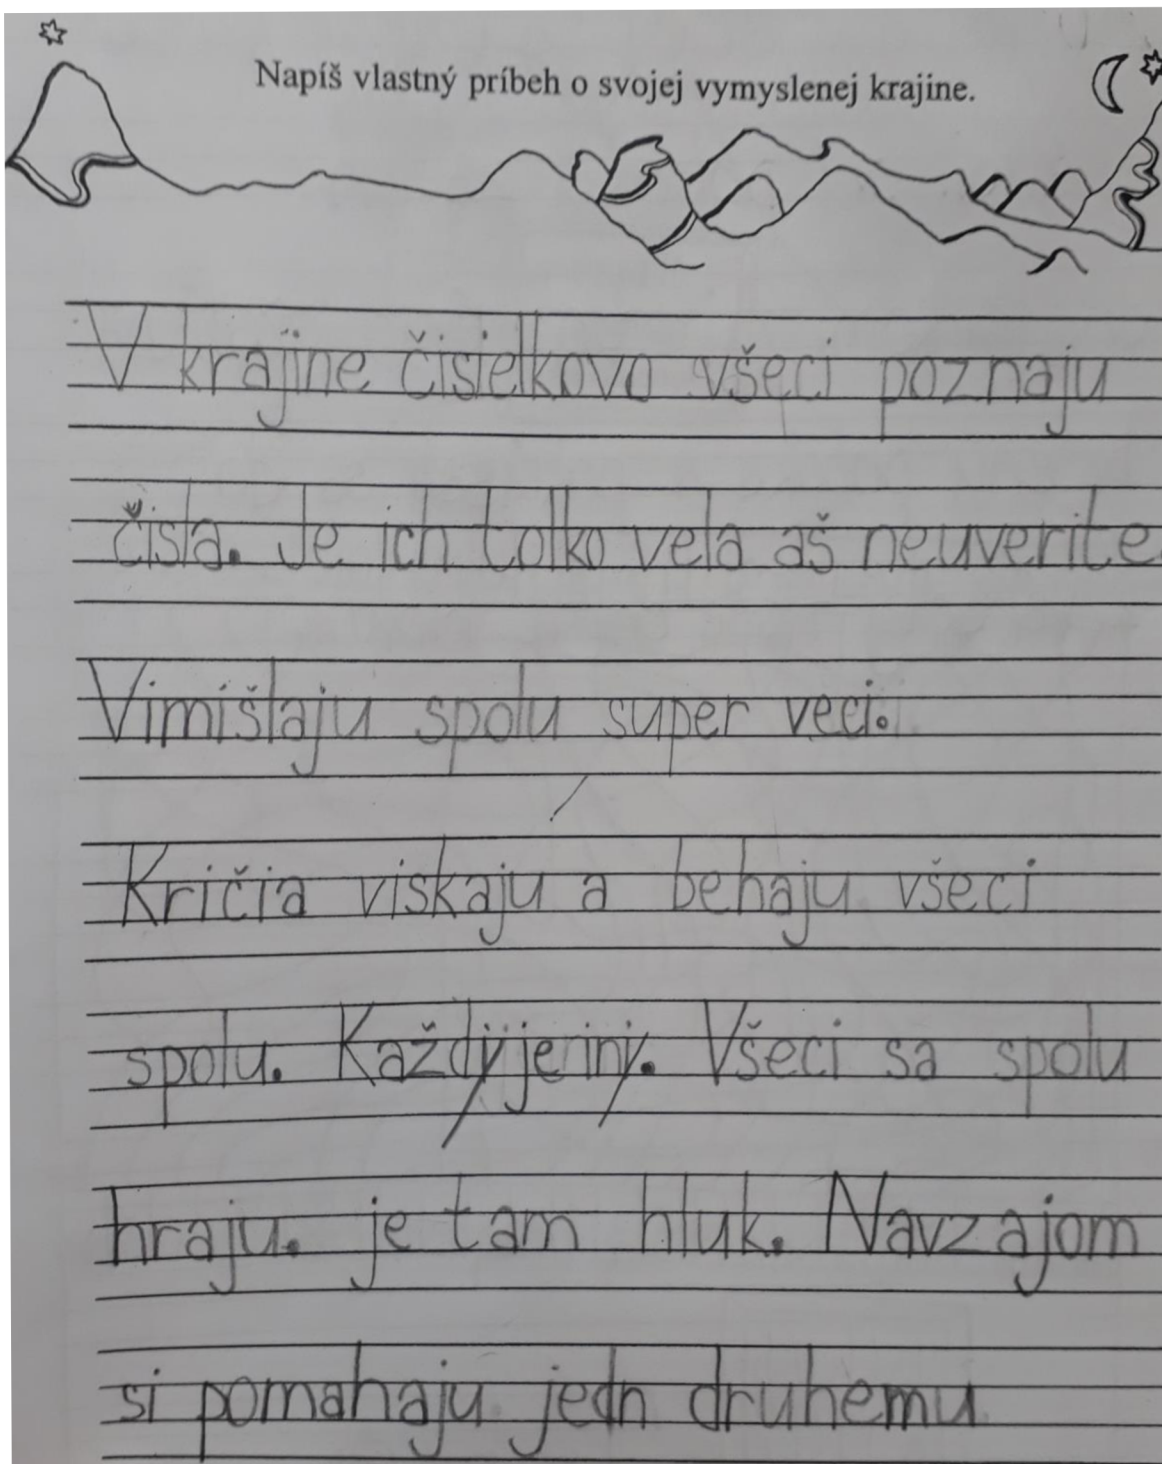 Napíš vlastný príbeh o svojej vymyslenej krajine.
V krajine čisielkovo všeci poznaju
čisla. Je ich tolko vela aš neuverite
Vimišlaju spolu super veci.
Kričia viskaju a behaju všeci
spolu. Každý jeiný. Všeci sa spolu
hraju. je tam hluk. Navzajom
si pomahaju jedn druhemu